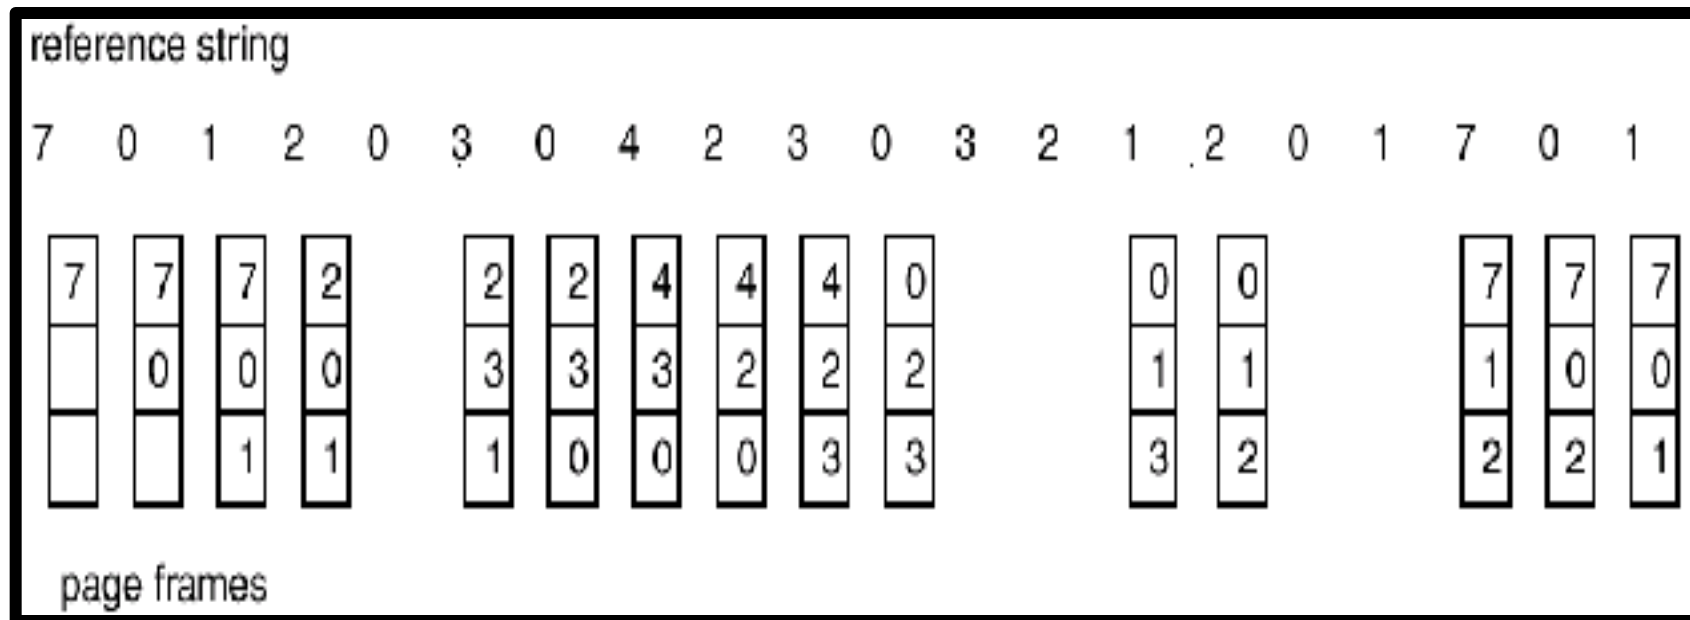 reference string
7 0 1 2 0 3 0 4 2 3 0 3 2 1 2 0 1 7 0 1
7 7 7 2 2 2 4 4 4 0 0 0 7 7 7
0 0 0 3 3 3 2 2 2 1 1 1 0 0
1 1 1 0 0 0 3 3 3 2 2 2 1
page frames